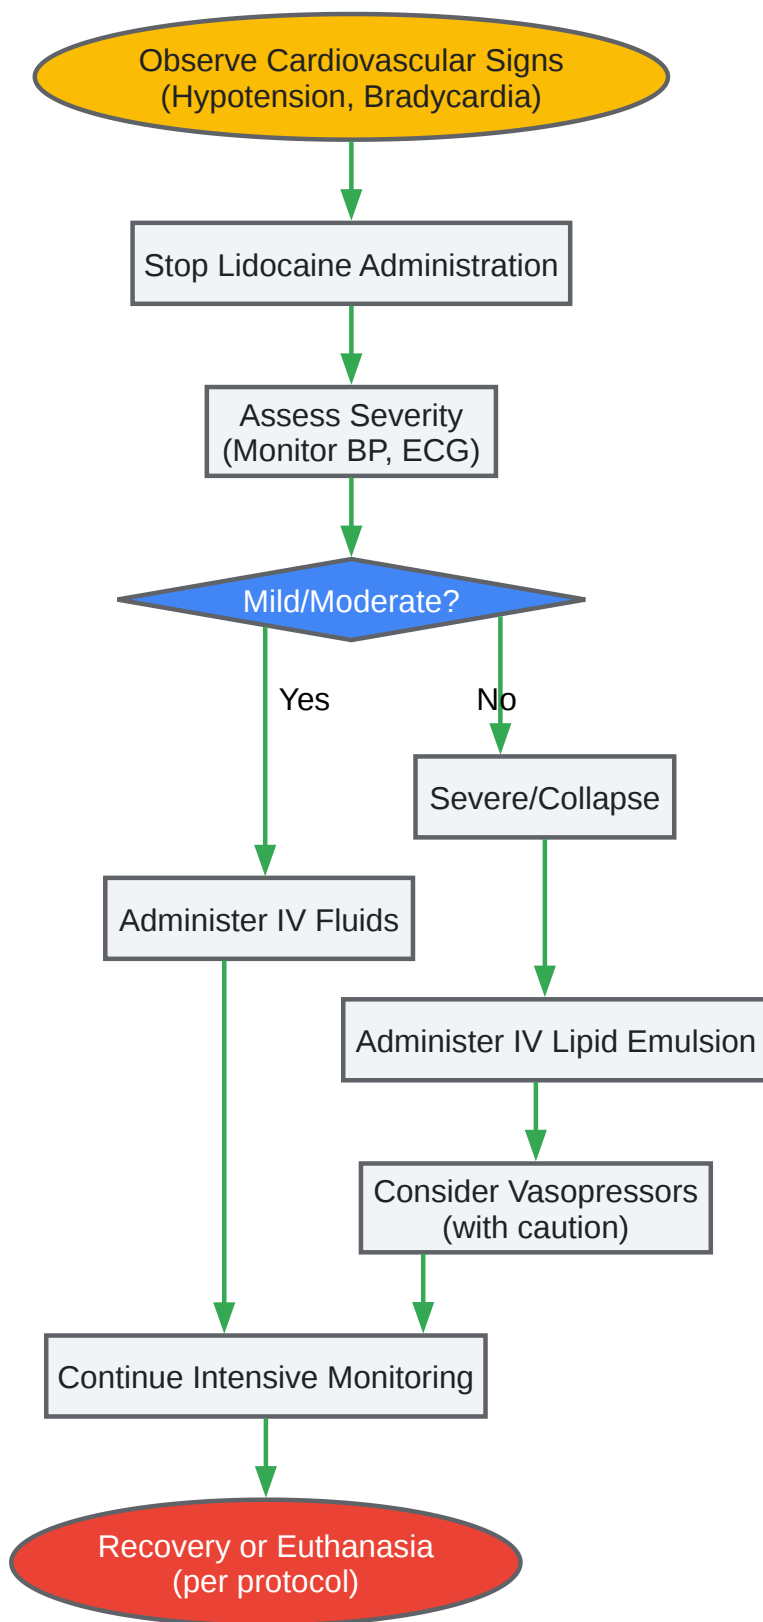 Observe Cardiovascular Signs
(Hypotension, Bradycardia)
Stop Lidocaine Administration
Assess Severity
(Monitor BP, ECG)
Mild/Moderate?
Yes
No
Severe/Collapse
Administer IV Fluids
Administer IV Lipid Emulsion
Consider Vasopressors
(with caution)
Continue Intensive Monitoring
Recovery or Euthanasia
(per protocol)